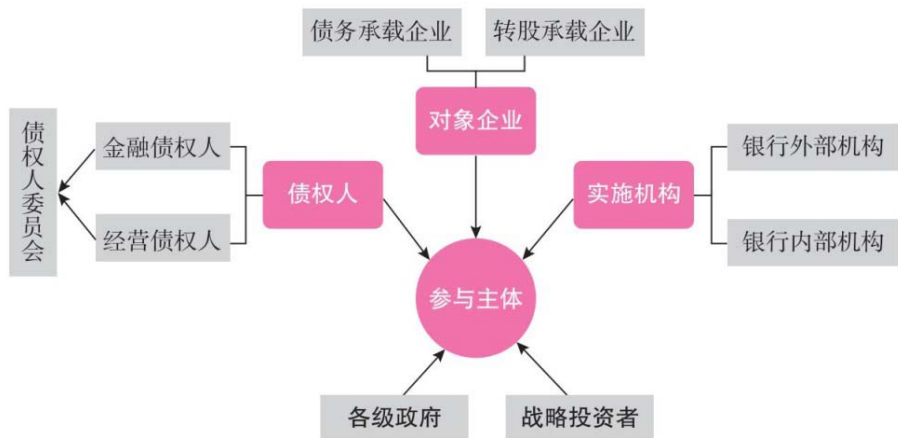 债务承载企业
转股承载企业
对象企业
债权人委员会
金融债权人
经营债权人
债权人
实施机构
银行外部机构
银行内部机构
参与主体
各级政府
战略投资者